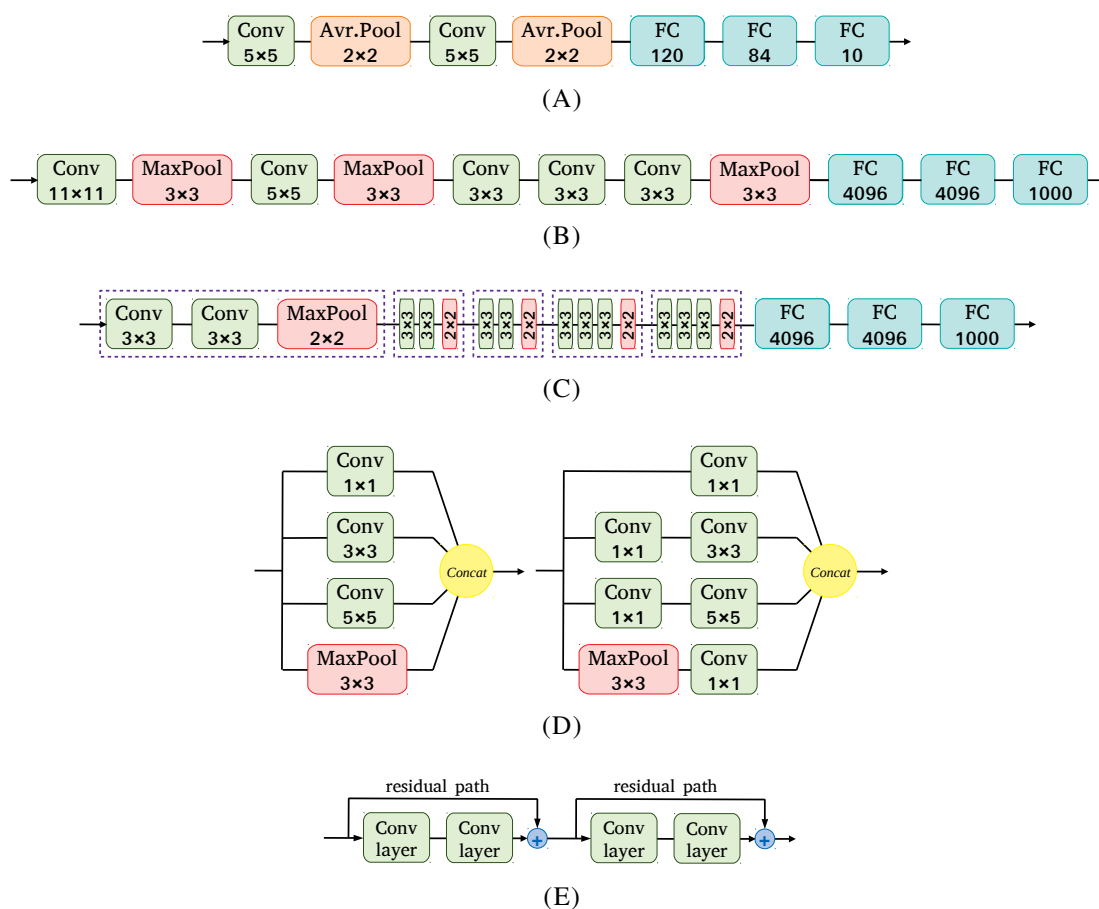 Conv Avr.Pool Conv Avr.Pool FC FC FC
5×5 2×2 5×5 2×2 120 84 10
(A)
Conv MaxPool Conv MaxPool Conv Conv Conv MaxPool FC FC FC
11×11 3×3 5×5 3×3 3×3 3×3 3×3 3×3 4096 4096 1000
(B)
Conv Conv MaxPool FC FC FC
3×3 3×3 2×2 3×3 3×3 2×2 3×3 3×3 2×2 3×3 3×3 3×3 2×2 3×3 3×3 3×3 2×2 4096 4096 1000
(C)
Conv Conv
1×1 1×1
Conv Conv Conv
3×3 1×1 3×3
Concat Concat
Conv Conv Conv
5×5 1×1 5×5
MaxPool MaxPool Conv
3×3 3×3 1×1
(D)
residual path residual path
Conv Conv + Conv Conv +
layer layer layer layer
(E)